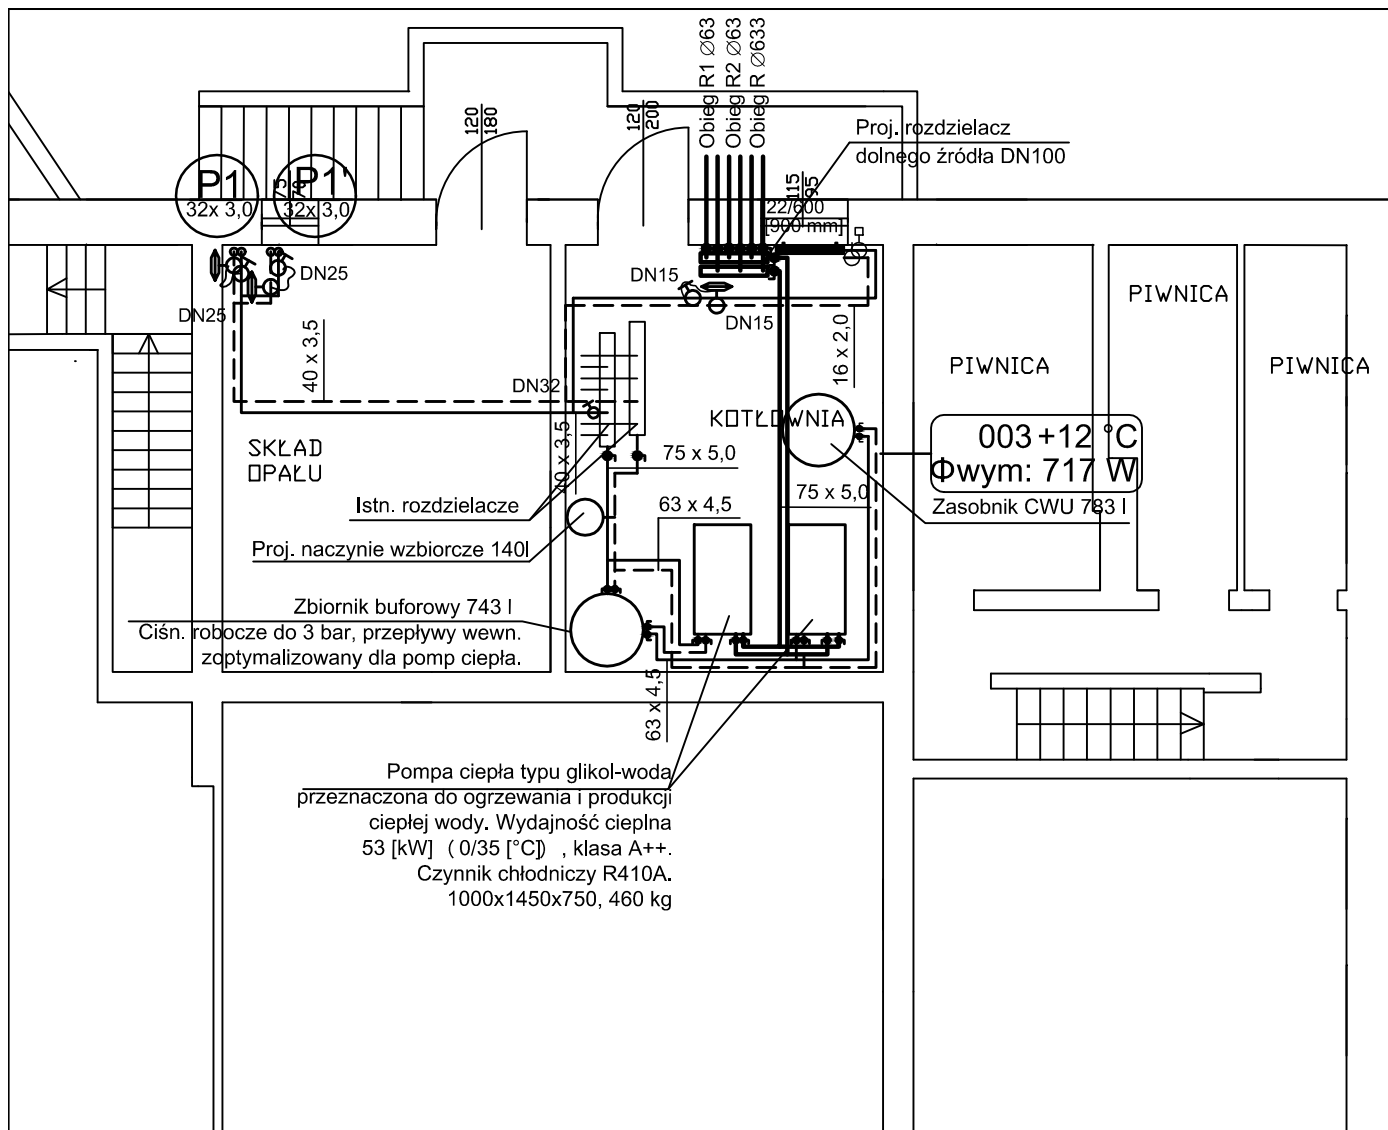 Obieg R1 Ø63
Obieg R2 Ø63
Obieg R Ø633
120
180
120
200
Proj. rozdzielacz
dolnego źródła DN100
P1
32x 3,0
P1'
32x 3,0
75
115
95
22/600
[900 mm]
DN25
DN25
DN15
DN15
40 x 3,5
16 x 2,0
PIWNICA
PIWNICA
PIWNICA
DN32
KOTŁOWNIA
003 +12 °C
Φwym: 717 W
SKŁAD
OPAŁU
40 x 3,5
75 x 5,0
75 x 5,0
63 x 4,5
Zasobnik CWU 783 l
Istn. rozdzielacze
Proj. naczynie wzbiorcze 140l
Zbiornik buforowy 743 l
Ciśn. robocze do 3 bar, przepływy wewn.
zoptymalizowany dla pomp ciepła.
63 x 4,5
Pompa ciepła typu glikol-woda
przeznaczona do ogrzewania i produkcji
ciepłej wody. Wydajność cieplna
53 [kW] ( 0/35 [°C]) , klasa A++.
Czynnik chłodniczy R410A.
1000x1450x750, 460 kg